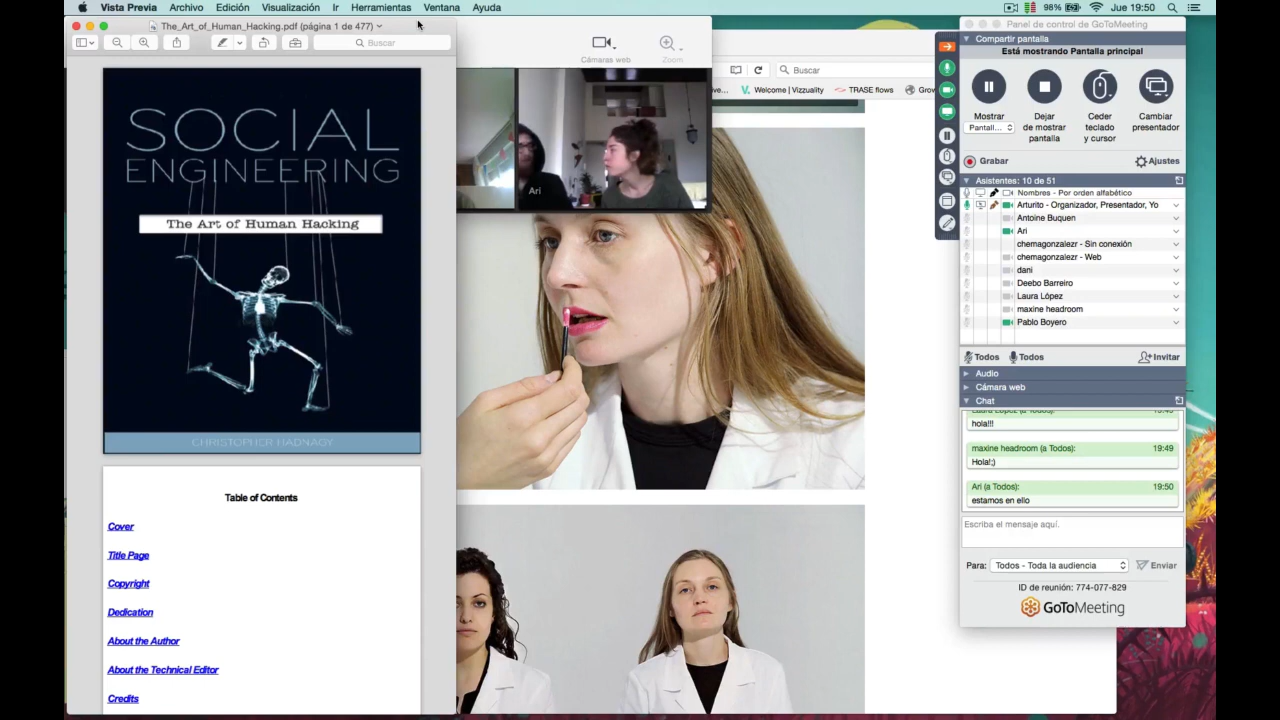 Vista Previa Archivo Edición Visualización Ir Herramientas Ventana Ayuda
98% Jue 19:50
The_Art_of_Human_Hacking.pdf (página 1 de 477)
Buscar
SOCIAL
ENGINEERING
The Art of Human Hacking
CHRISTOPHER HADNAGY
Table of Contents
Cover
Title Page
Copyright
Dedication
About the Author
About the Technical Editor
Credits
Cámaras web
Zoom
Ari
Buscar
Welcome | Vizzuality
TRASE flows
Panel de control de GoToMeeting
Compartir pantalla
Está mostrando Pantalla principal
Mostrar
Pantall...
Dejar
de mostrar
pantalla
Ceder
teclado
y cursor
Cambiar
presentador
Grabar
Ajustes
Asistentes: 10 de 51
Nombres - Por orden alfabético
Arturito - Organizador, Presentador, Yo
Antoine Buquen
Ari
chemagonzalezr - Sin conexión
chemagonzalezr - Web
dani
Deebo Barreiro
Laura López
maxine headroom
Pablo Boyero
Todos Todos Invitar
Audio
Cámara web
Chat
Laura López (a Todos): 19:49
hola!!!
maxine headroom (a Todos): 19:49
Hola!;)
Ari (a Todos): 19:50
estamos en ello
Escriba el mensaje aquí.
Para: Todos - Toda la audiencia Enviar
ID de reunión: 774-077-829
GoToMeeting